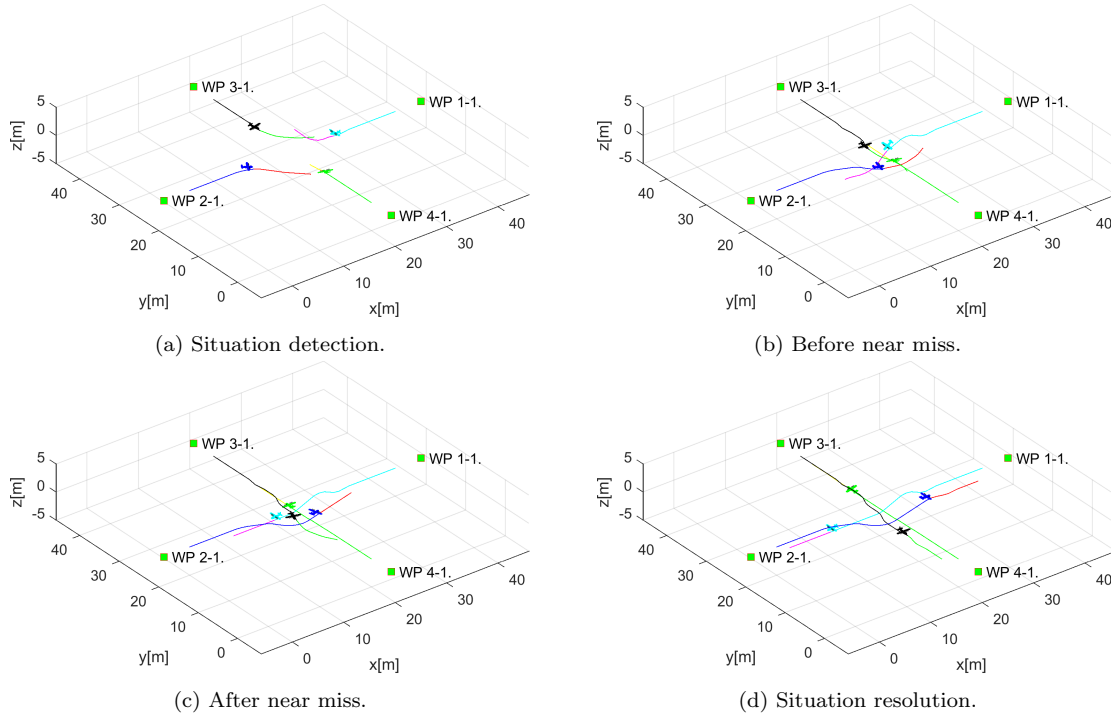 WP 3-1.
WP 1-1.
5
0
-5
z[m]
40
30
20
10
0
y[m]
WP 2-1.
WP 4-1.
0
10
20
30
40
x[m]
(a) Situation detection.
WP 3-1.
WP 1-1.
5
0
-5
z[m]
40
30
20
10
0
y[m]
WP 2-1.
WP 4-1.
0
10
20
30
40
x[m]
(b) Before near miss.
WP 3-1.
WP 1-1.
5
0
-5
z[m]
40
30
20
10
0
y[m]
WP 2-1.
WP 4-1.
0
10
20
30
40
x[m]
(c) After near miss.
WP 3-1.
WP 1-1.
5
0
-5
z[m]
40
30
20
10
0
y[m]
WP 2-1.
WP 4-1.
0
10
20
30
40
x[m]
(d) Situation resolution.